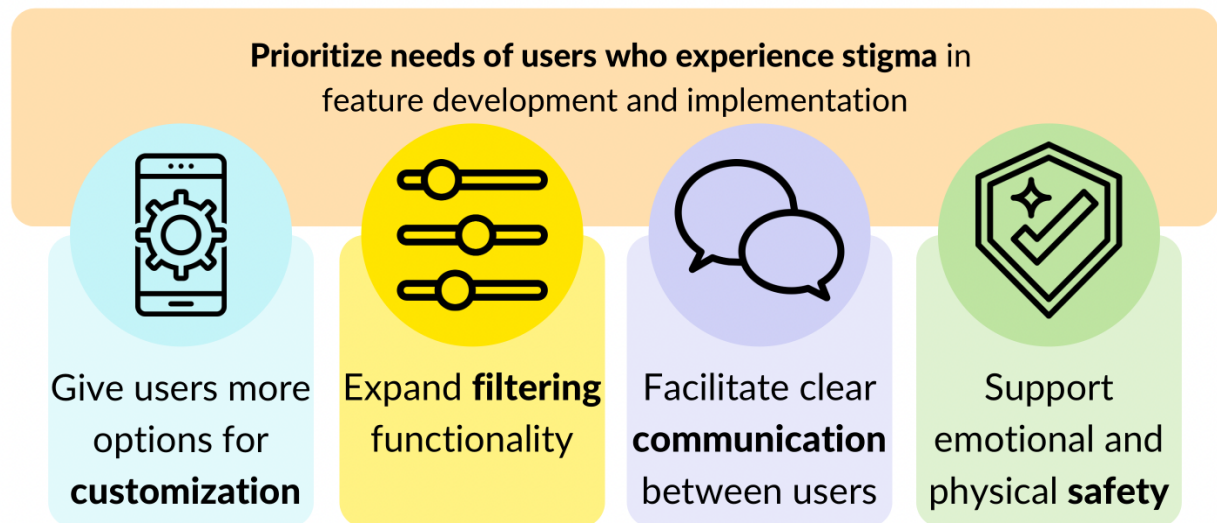 Prioritize needs of users who experience stigma in
feature development and implementation
Give users more
options for
customization
Expand filtering
functionality
Facilitate clear
communication
between users
Support
emotional and
physical safety